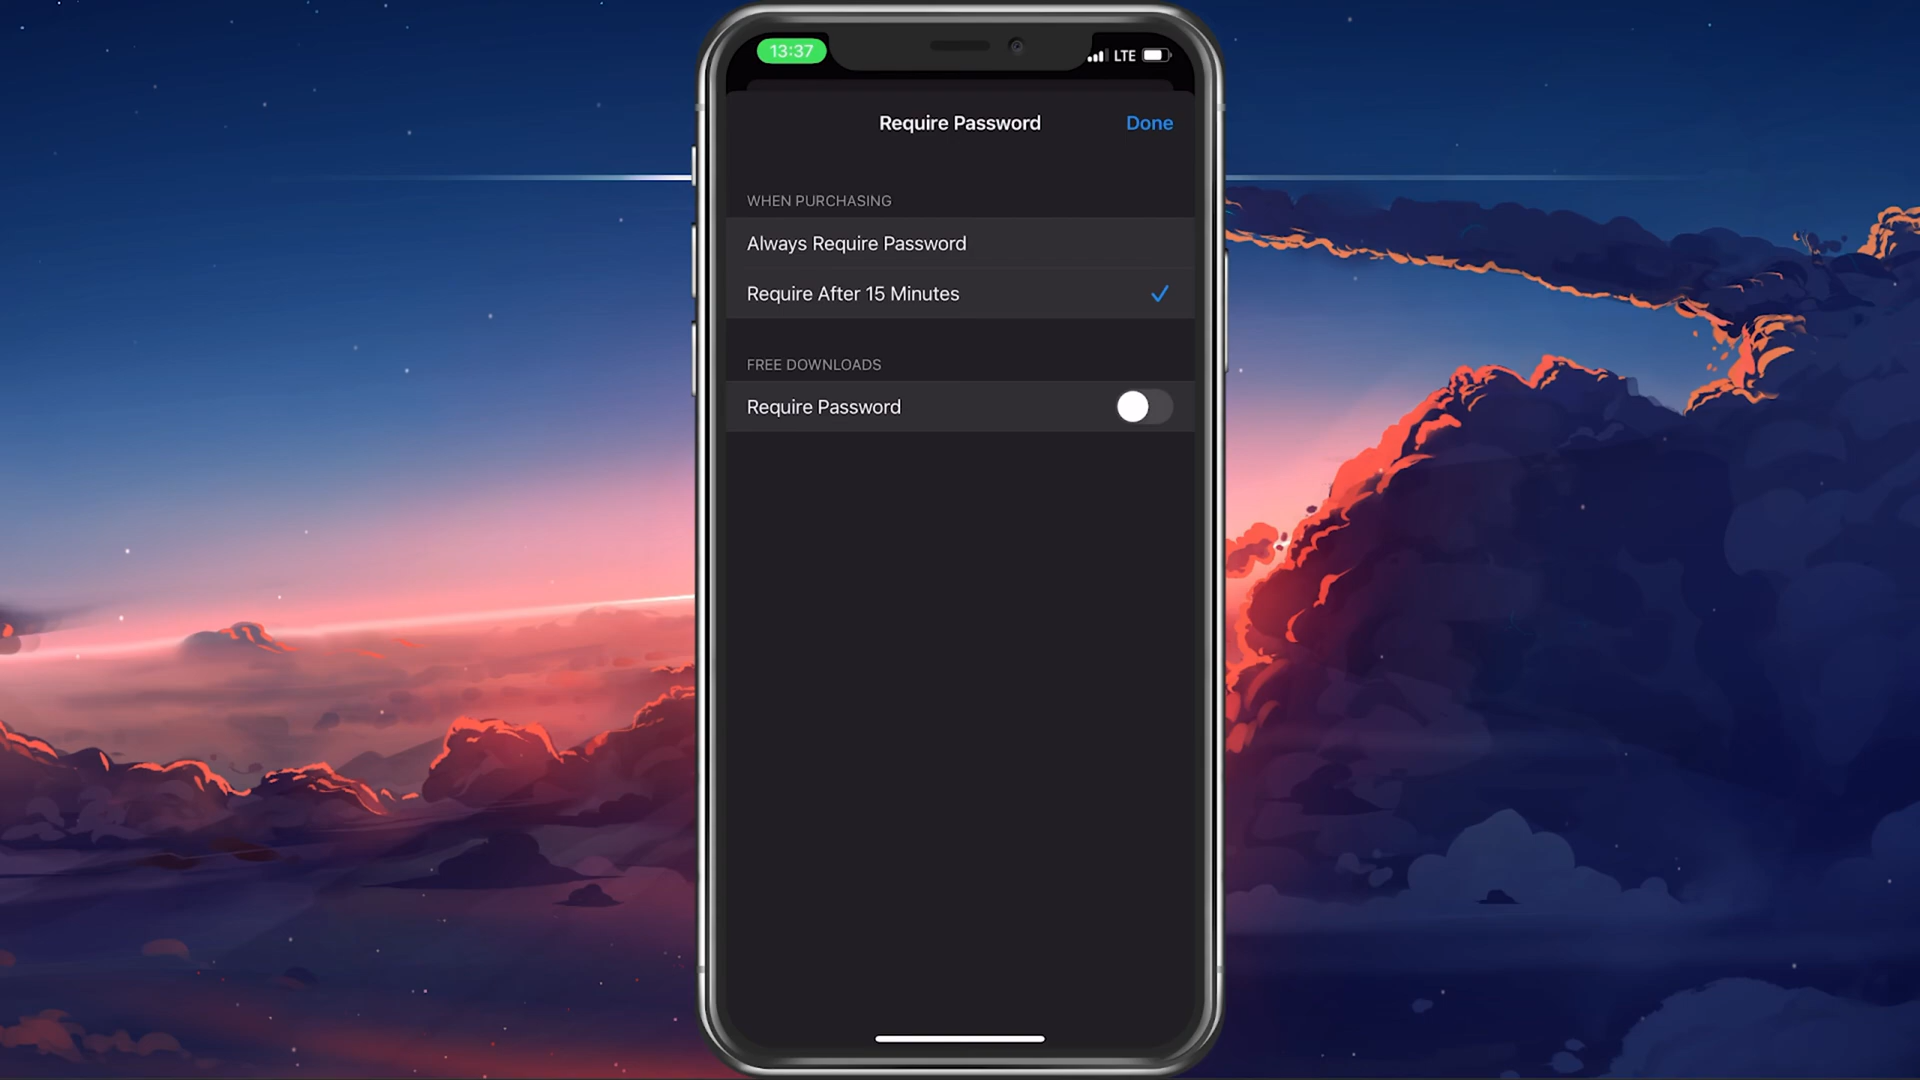 13:37
LTE
Require Password
Done
WHEN PURCHASING
Always Require Password
Require After 15 Minutes
FREE DOWNLOADS
Require Password